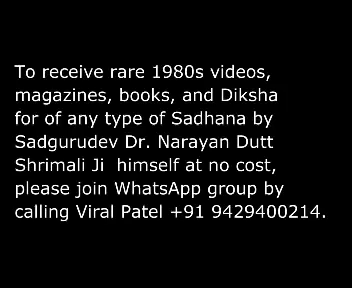 To receive rare 1980s videos,
magazines, books, and Diksha
for of any type of Sadhana by
Sadgurudev Dr. Narayan Dutt
Shrimali Ji  himself at no cost,
please join WhatsApp group by
calling Viral Patel +91 9429400214.